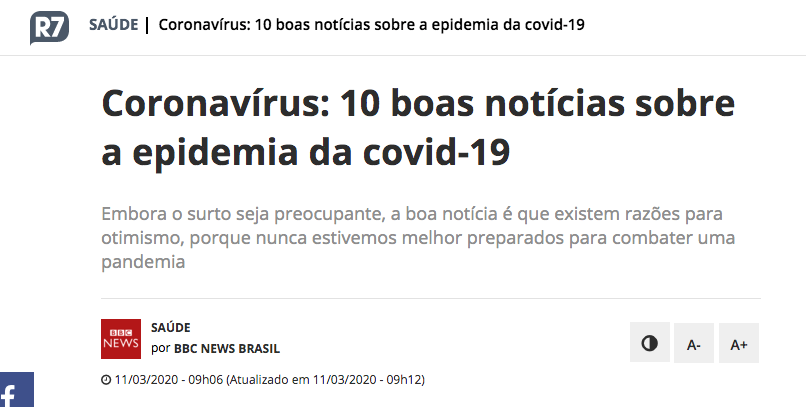 R7 SAÚDE | Coronavírus: 10 boas notícias sobre a epidemia da covid-19
Coronavírus: 10 boas notícias sobre
a epidemia da covid-19
Embora o surto seja preocupante, a boa notícia é que existem razões para
otimismo, porque nunca estivemos melhor preparados para combater uma
pandemia
BBC NEWS
SAÚDE
por BBC NEWS BRASIL
A- A+
11/03/2020 - 09h06 (Atualizado em 11/03/2020 - 09h12)
f